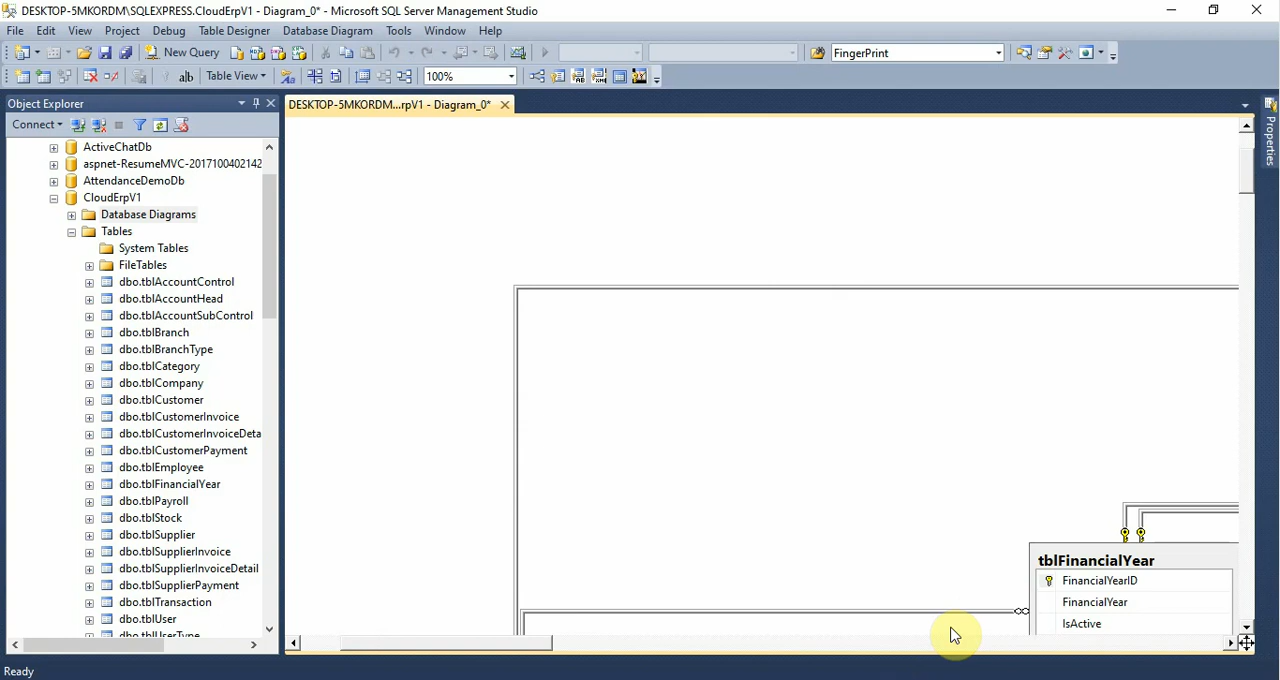 DESKTOP-5MKORDM\SQLEXPRESS.CloudErpV1 - Diagram_0* - Microsoft SQL Server Management Studio
File Edit View Project Debug Table Designer Database Diagram Tools Window Help
New Query FingerPrint
Table View 100%
Object Explorer
DESKTOP-5MKORDM...rpV1 - Diagram_0*
Connect
Properties
ActiveChatDb
aspnet-ResumeMVC-2017100402142
AttendanceDemoDb
CloudErpV1
Database Diagrams
Tables
System Tables
FileTables
dbo.tblAccountControl
dbo.tblAccountHead
dbo.tblAccountSubControl
dbo.tblBranch
dbo.tblBranchType
dbo.tblCategory
dbo.tblCompany
dbo.tblCustomer
dbo.tblCustomerInvoice
dbo.tblCustomerInvoiceDeta
dbo.tblCustomerPayment
dbo.tblEmployee
dbo.tblFinancialYear
dbo.tblPayroll
dbo.tblStock
dbo.tblSupplier
dbo.tblSupplierInvoice
dbo.tblSupplierInvoiceDetail
dbo.tblSupplierPayment
dbo.tblTransaction
dbo.tblUser
dbo.tblUserType
tblFinancialYear
FinancialYearID
FinancialYear
IsActive
Ready